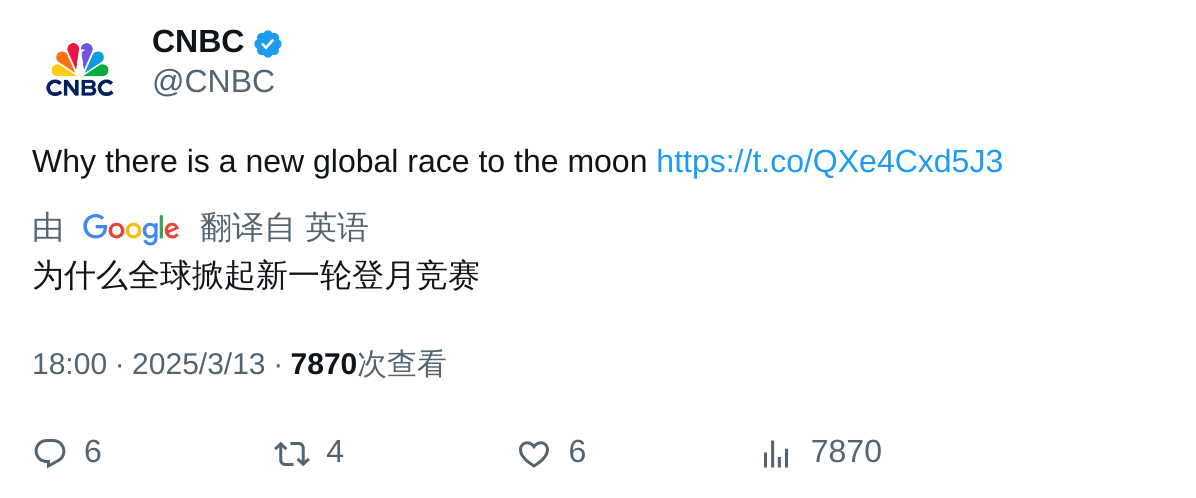 CNBC
CNBC
@CNBC
Why there is a new global race to the moon https://t.co/QXe4Cxd5J3
由 Google 翻译自 英语
为什么全球掀起新一轮登月竞赛
18:00 · 2025/3/13 · 7870次查看
6 4 6 7870